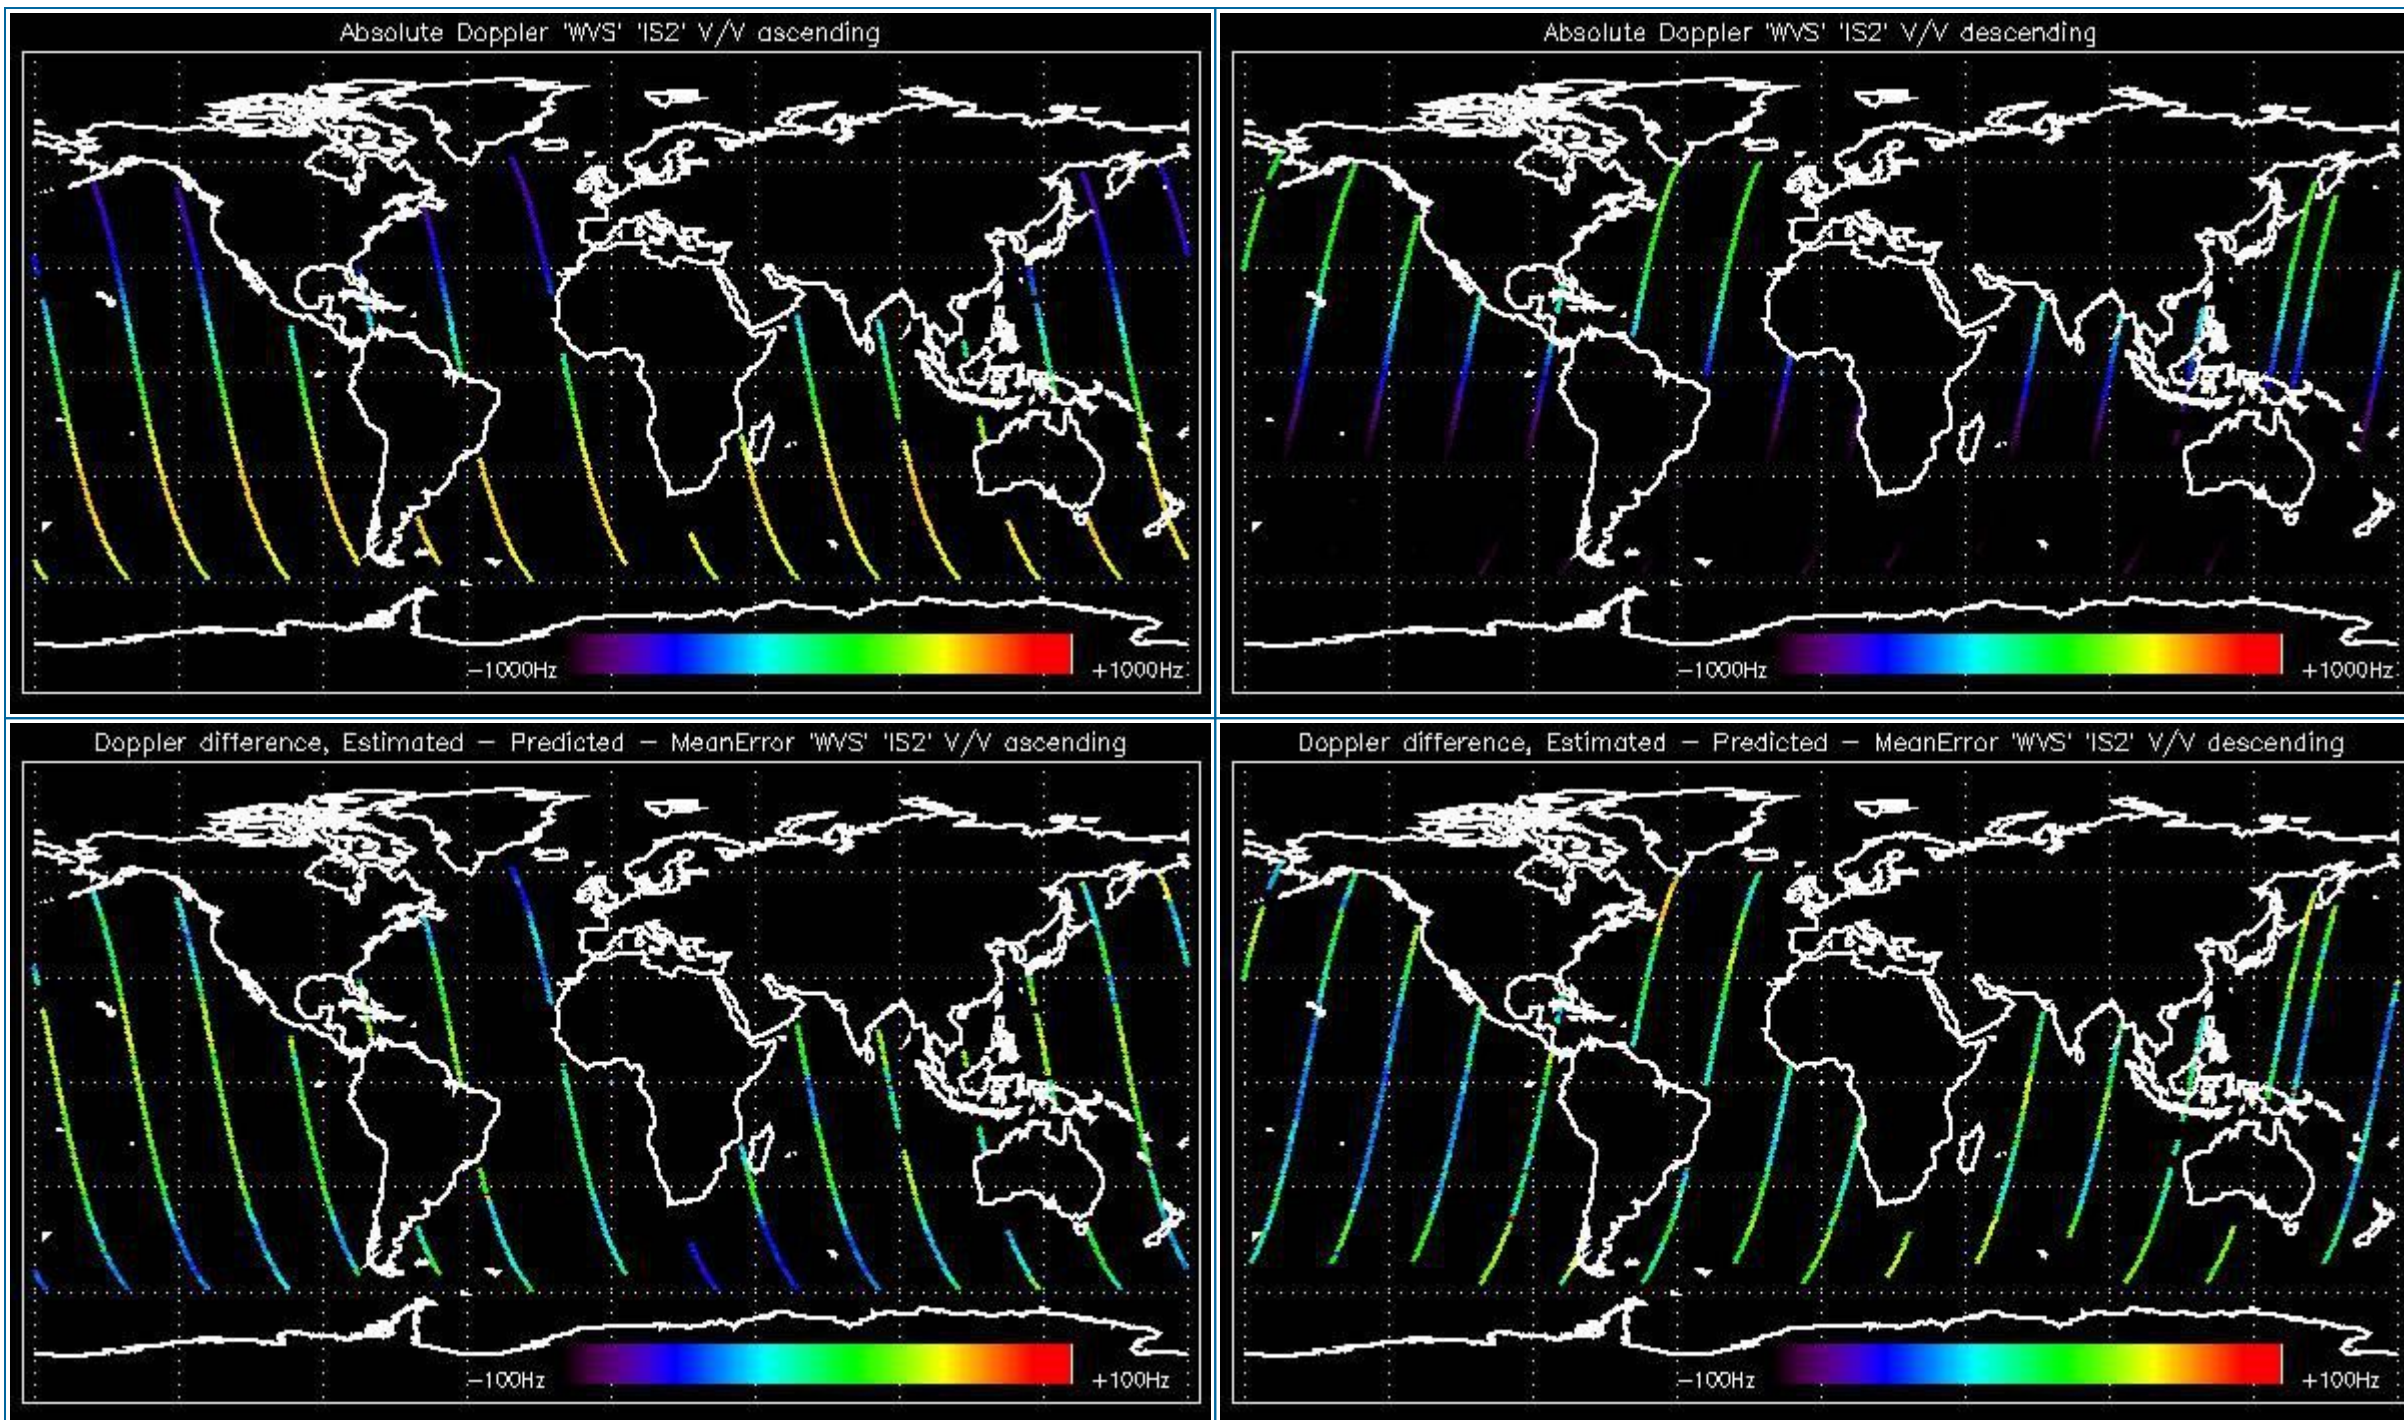 Absolute Doppler 'WVS' 'IS2' V/V ascending
-1000Hz
+1000Hz
Absolute Doppler 'WVS' 'IS2' V/V descending
-1000Hz
+1000Hz
Doppler difference, Estimated - Predicted - MeanError 'WVS' 'IS2' V/V ascending
-100Hz
+100Hz
Doppler difference, Estimated - Predicted - MeanError 'WVS' 'IS2' V/V descending
-100Hz
+100Hz